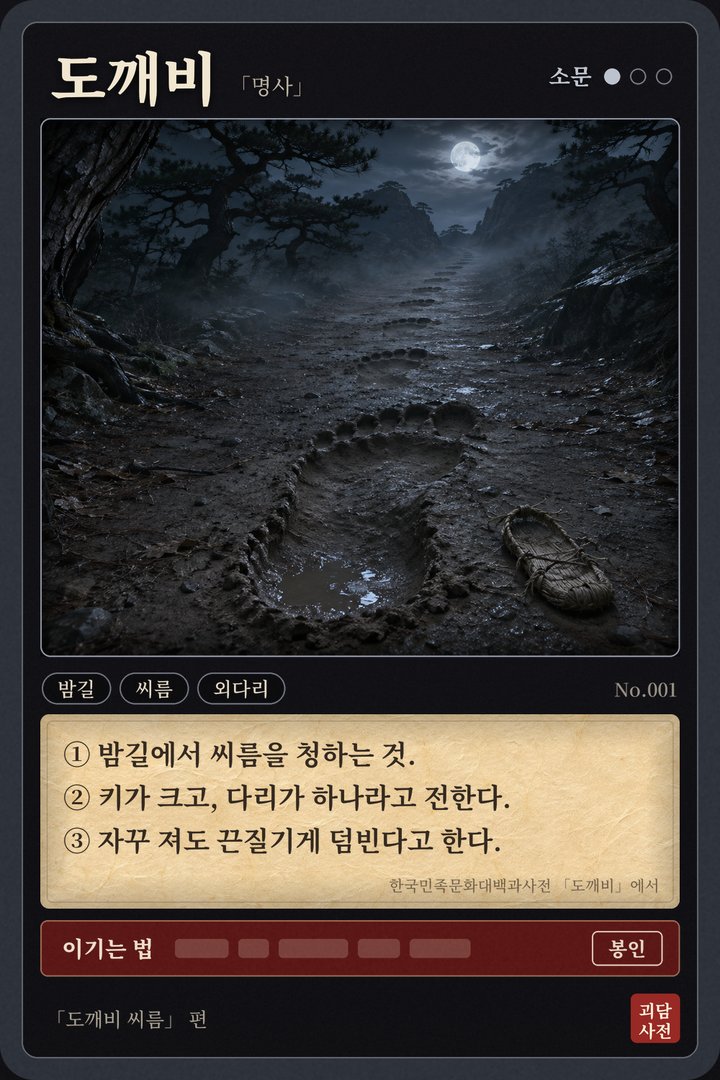 도깨비 「명사」 소문
밤길 씨름 외다리 No.001
① 밤길에서 씨름을 청하는 것.
② 키가 크고, 다리가 하나라고 전한다.
③ 자꾸 져도 끈질기게 덤빈다고 한다.
한국민족문화대백과사전 「도깨비」에서
이기는 법 봉인
「도깨비 씨름」 편
괴담
사전